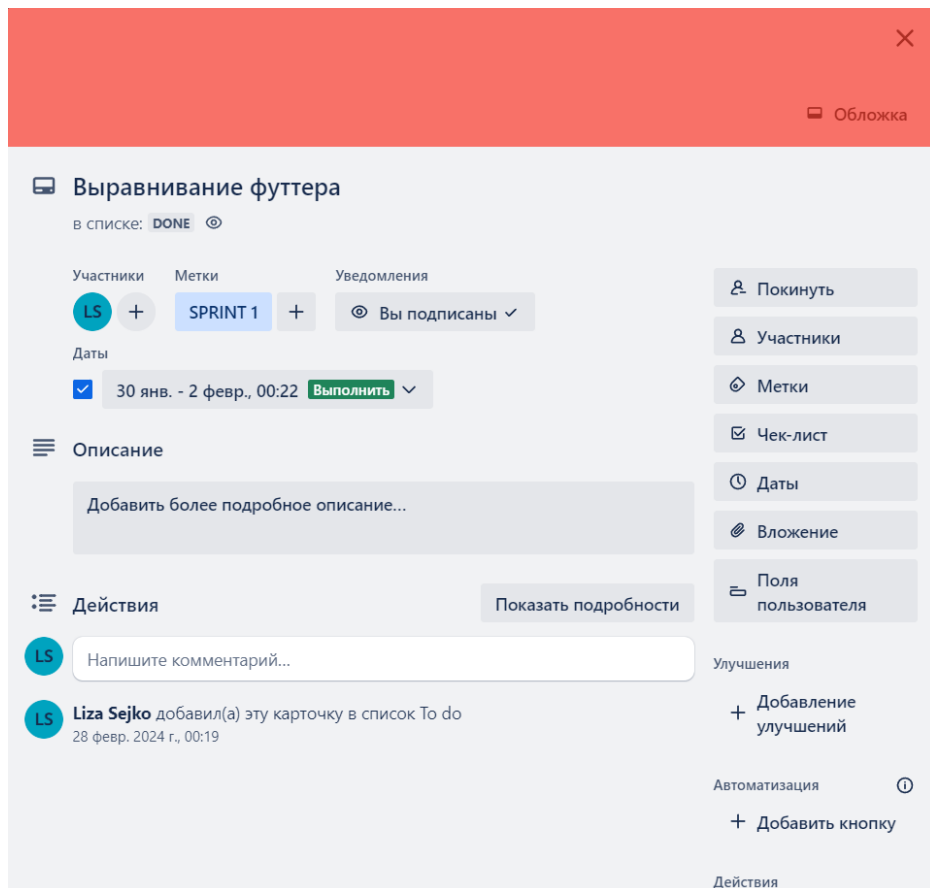 Обложка
Выравнивание футтера
в списке: DONE
Участники
Метки
Уведомления
LS
SPRINT 1
Вы подписаны
Даты
30 янв. - 2 февр., 00:22 Выполнить
Описание
Добавить более подробное описание...
Действия
Показать подробности
LS
Напишите комментарий...
LS
Liza Sejko добавил(а) эту карточку в список To do
28 февр. 2024 г., 00:19
Покинуть
Участники
Метки
Чек-лист
Даты
Вложение
Поля
пользователя
Улучшения
Добавление
улучшений
Автоматизация
Добавить кнопку
Действия